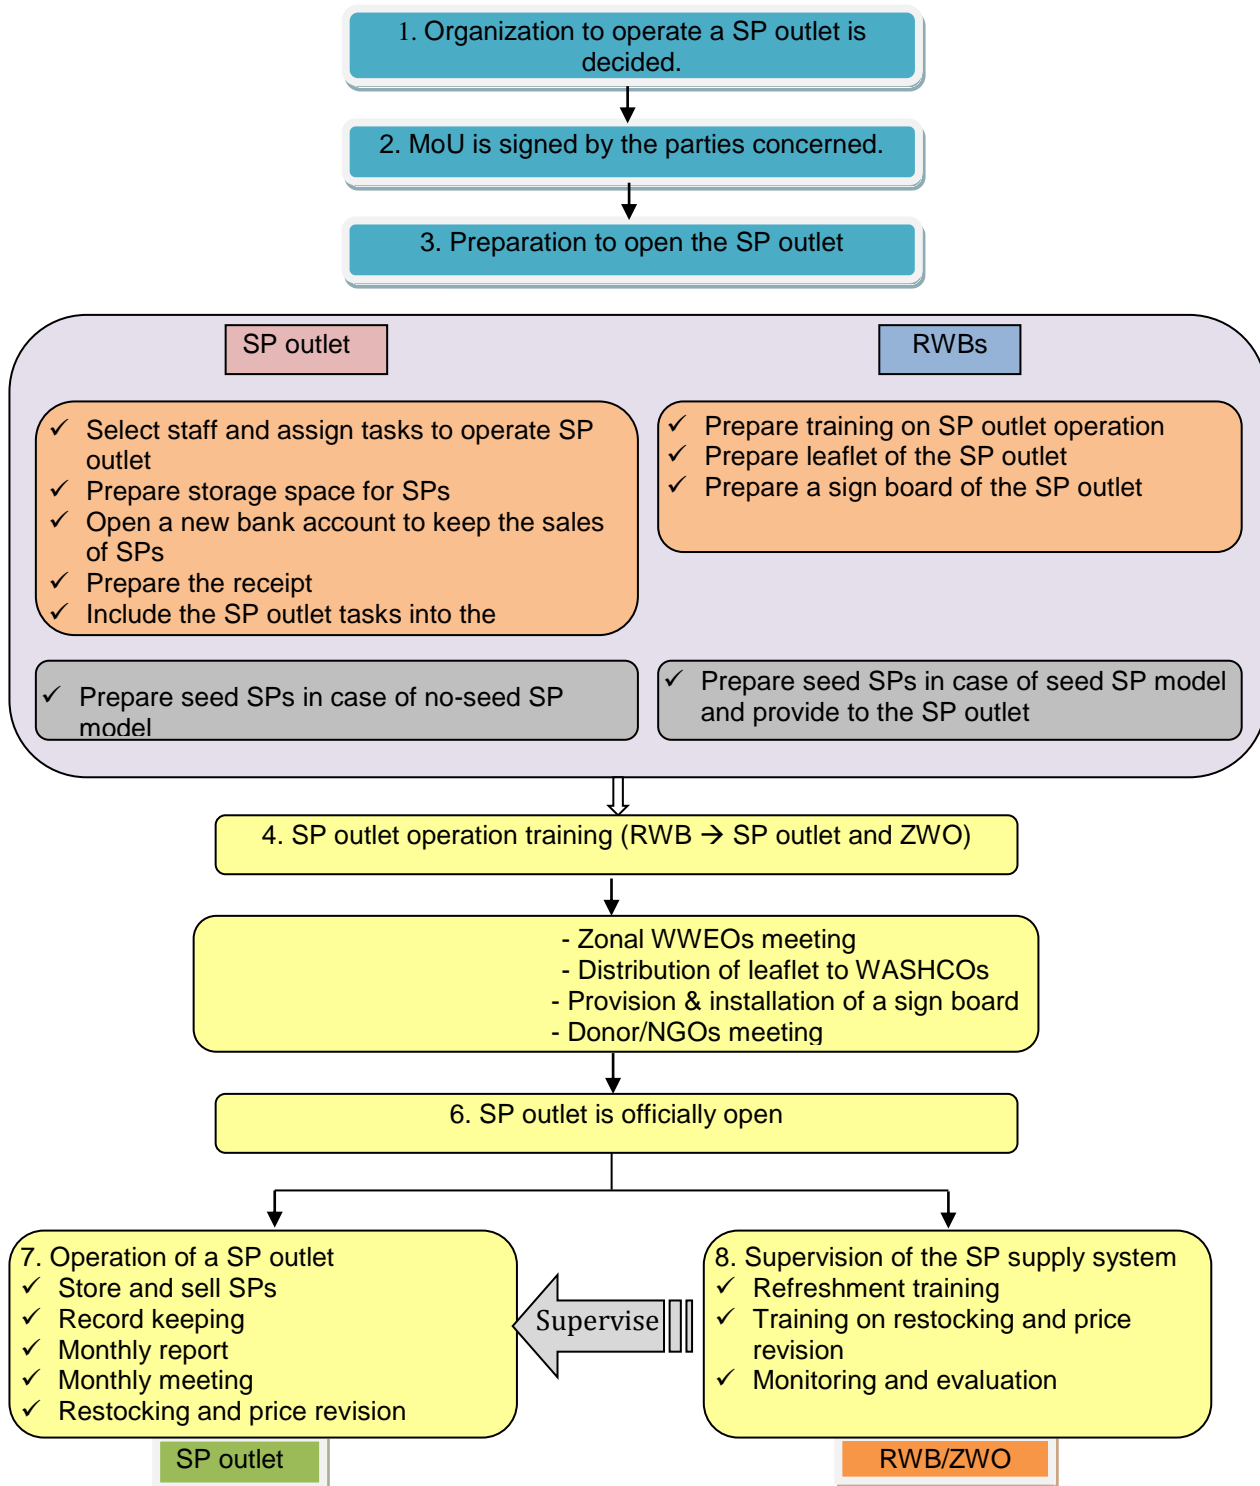 1. Organization to operate a SP outlet is
decided.
2. MoU is signed by the parties concerned.
3. Preparation to open the SP outlet
SP outlet
✓ Select staff and assign tasks to operate SP
outlet
✓ Prepare storage space for SPs
✓ Open a new bank account to keep the sales
of SPs
✓ Prepare the receipt
✓ Include the SP outlet tasks into the
✓ Prepare seed SPs in case of no-seed SP
model
RWBs
✓ Prepare training on SP outlet operation
✓ Prepare leaflet of the SP outlet
✓ Prepare a sign board of the SP outlet
✓ Prepare seed SPs in case of seed SP model
and provide to the SP outlet
4. SP outlet operation training (RWB → SP outlet and ZWO)
- Zonal WWEOs meeting
- Distribution of leaflet to WASHCOs
- Provision & installation of a sign board
- Donor/NGOs meeting
6. SP outlet is officially open
7. Operation of a SP outlet
✓ Store and sell SPs
✓ Record keeping
✓ Monthly report
✓ Monthly meeting
✓ Restocking and price revision
SP outlet
Supervise
8. Supervision of the SP supply system
✓ Refreshment training
✓ Training on restocking and price
revision
✓ Monitoring and evaluation
RWB/ZWO